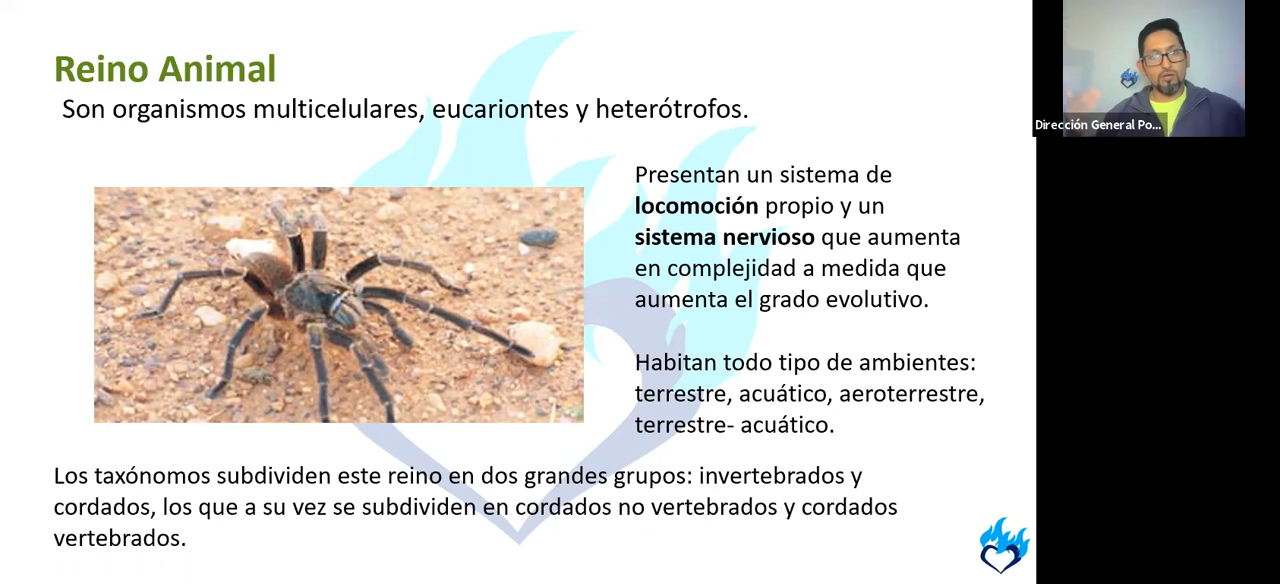 Reino Animal
Son organismos multicelulares, eucariontes y heterótrofos.
Presentan un sistema de
locomoción propio y un
sistema nervioso que aumenta
en complejidad a medida que
aumenta el grado evolutivo.
Habitan todo tipo de ambientes:
terrestre, acuático, aeroterrestre,
terrestre- acuático.
Los taxónomos subdividen este reino en dos grandes grupos: invertebrados y
cordados, los que a su vez se subdividen en cordados no vertebrados y cordados
vertebrados.
Dirección General Po...